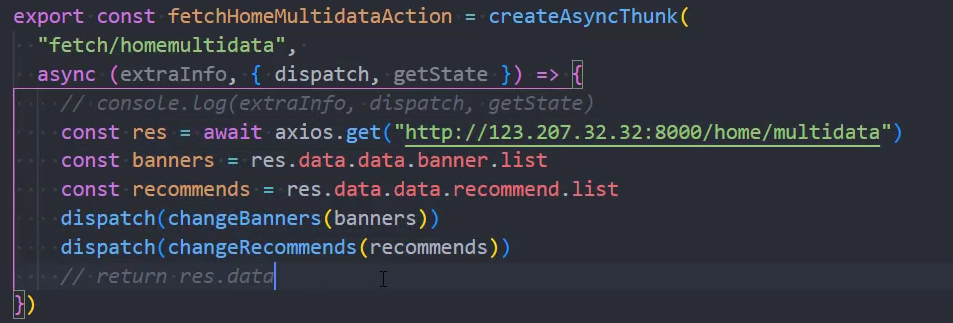 export const fetchHomeMultidataAction = createAsyncThunk(
"fetch/homemultidata",
async (extraInfo, { dispatch, getState }) => {
// console.log(extraInfo, dispatch, getState)
const res = await axios.get("http://123.207.32.32:8000/home/multidata")
const banners = res.data.data.banner.list
const recommends = res.data.data.recommend.list
dispatch(changeBanners(banners))
dispatch(changeRecommends(recommends))
// return res.data
})